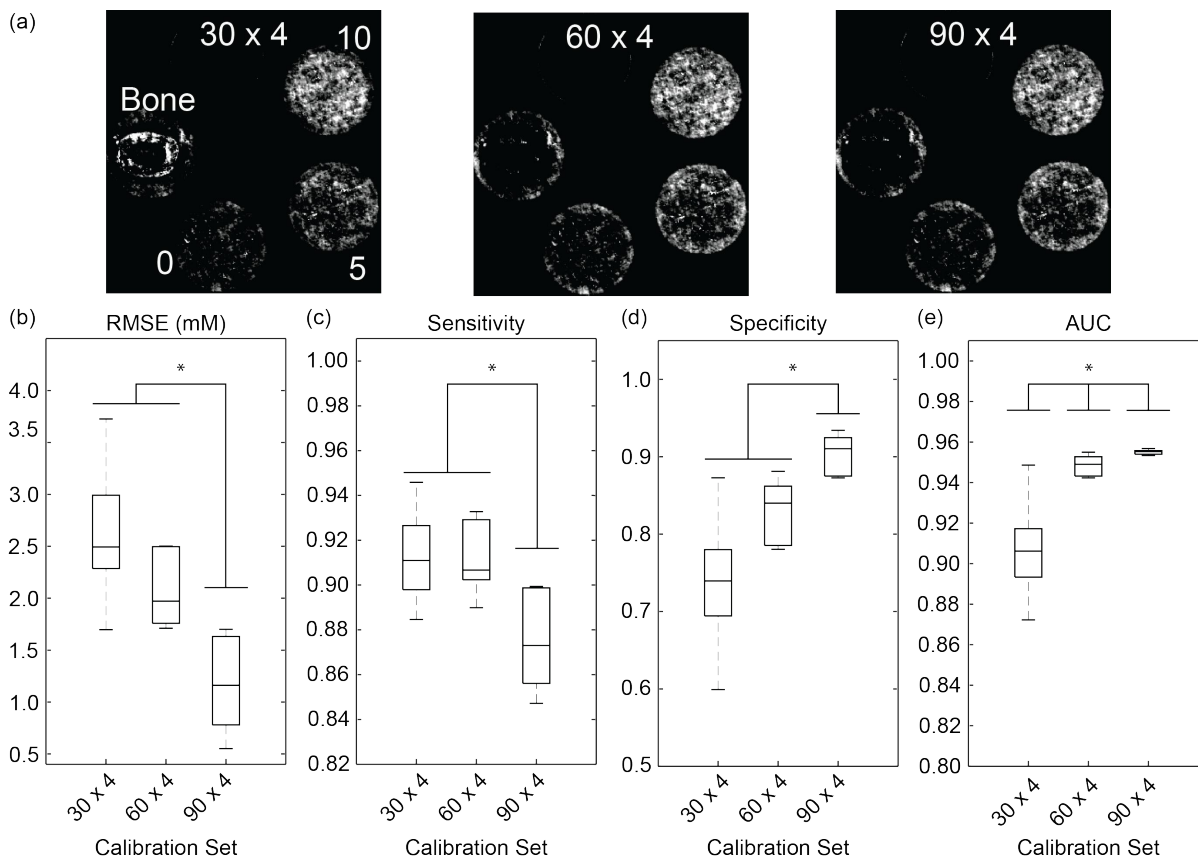 (a)
30 x 4
10
Bone
0
5
60 x 4
90 x 4
(b)
RMSE (mM)
4.0
3.5
3.0
2.5
2.0
1.5
1.0
0.5
*
30 x 4
60 x 4
90 x 4
Calibration Set
(c)
Sensitivity
1.00
0.98
0.96
0.94
0.92
0.90
0.88
0.86
0.84
0.82
*
30 x 4
60 x 4
90 x 4
Calibration Set
(d)
Specificity
1.0
0.9
0.8
0.7
0.6
0.5
*
30 x 4
60 x 4
90 x 4
Calibration Set
(e)
AUC
1.00
0.98
0.96
0.94
0.92
0.90
0.88
0.86
0.84
0.82
0.80
*
30 x 4
60 x 4
90 x 4
Calibration Set